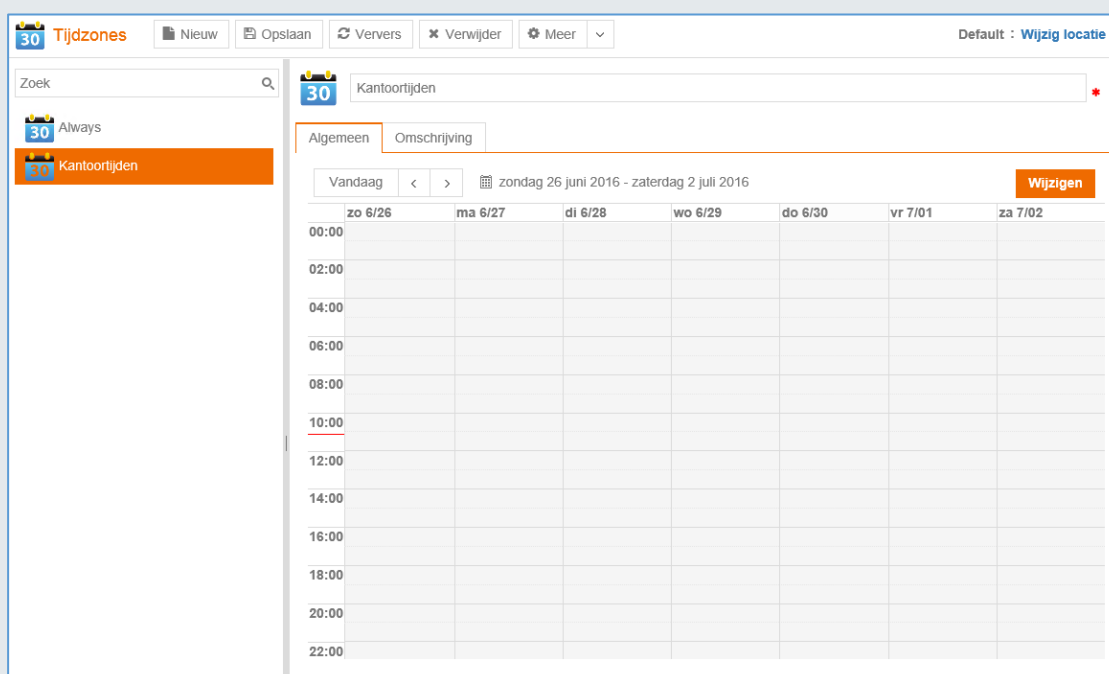 30 Tijdzones Nieuw Opslaan Ververs Verwijder Meer Default : Wijzig locatie
Zoek
30 Always
30 Kantoortijden
30 Kantoortijden *
Algemeen Omschrijving
Vandaag < > zondag 26 juni 2016 - zaterdag 2 juli 2016 Wijzigen
zo 6/26 ma 6/27 di 6/28 wo 6/29 do 6/30 vr 7/01 za 7/02
00:00
02:00
04:00
06:00
08:00
10:00
12:00
14:00
16:00
18:00
20:00
22:00